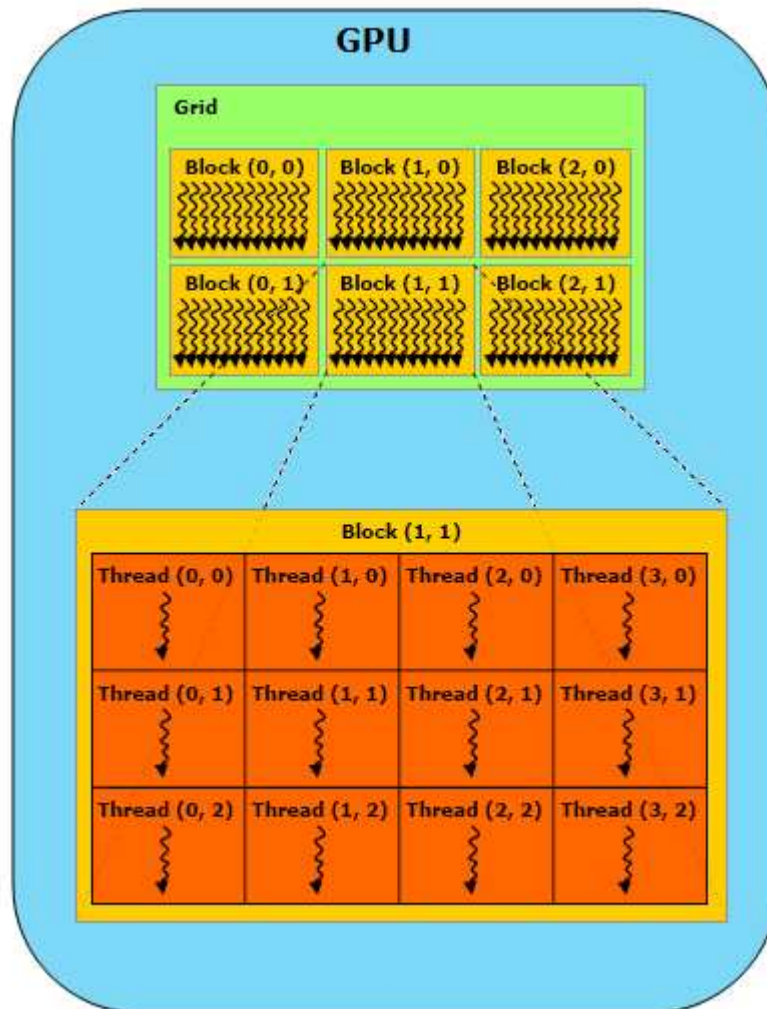 GPU
Grid
Block (0, 0) Block (1, 0) Block (2, 0)
Block (0, 1) Block (1, 1) Block (2, 1)
Block (1, 1)
Thread (0, 0) Thread (1, 0) Thread (2, 0) Thread (3, 0)
Thread (0, 1) Thread (1, 1) Thread (2, 1) Thread (3, 1)
Thread (0, 2) Thread (1, 2) Thread (2, 2) Thread (3, 2)